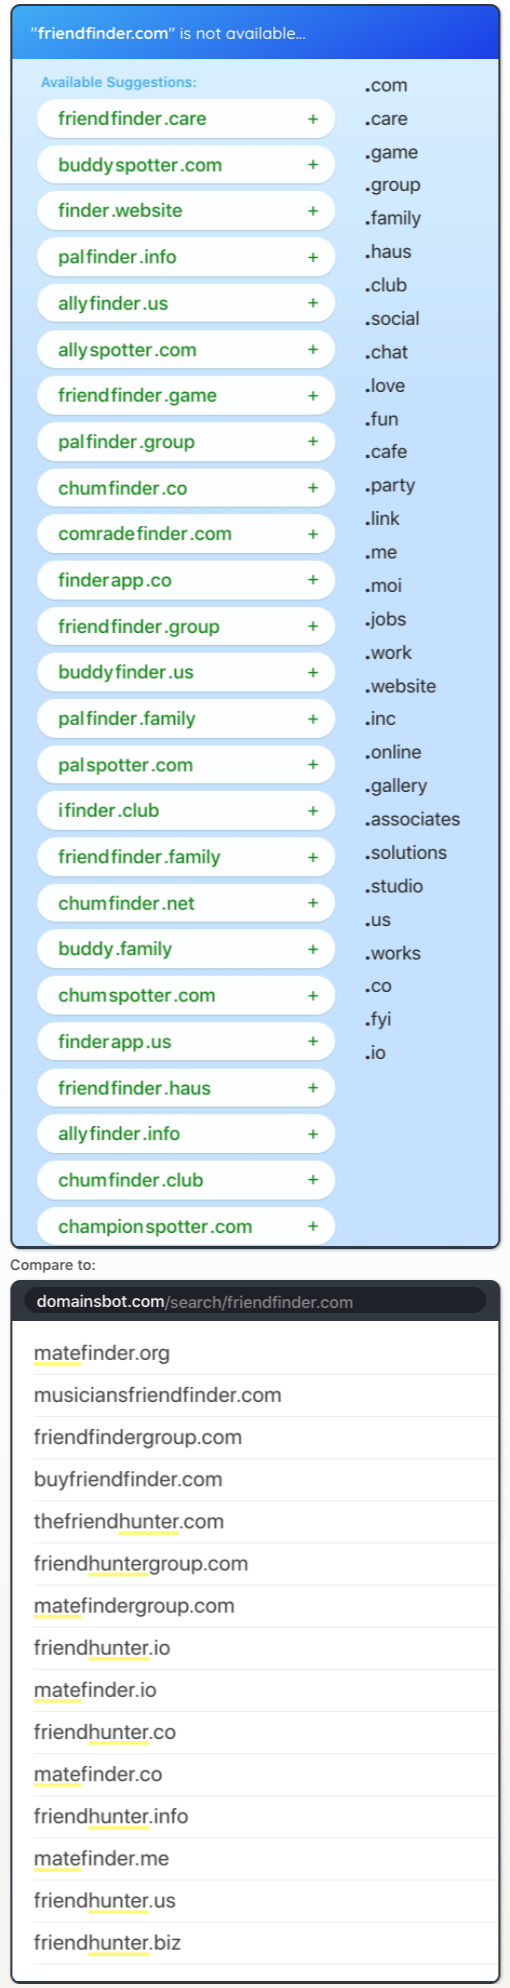 "friendfinder.com" is not available...
Available Suggestions:
friendfinder.care +
buddyspotter.com +
finder.website +
palfinder.info +
allyfinder.us +
allyspotter.com +
friendfinder.game +
palfinder.group +
chumfinder.co +
comradefinder.com +
finderapp.co +
friendfinder.group +
buddyfinder.us +
palfinder.family +
palspotter.com +
ifinder.club +
friendfinder.family +
chumfinder.net +
buddy.family +
chumspotter.com +
finderapp.us +
friendfinder.haus +
allyfinder.info +
chumfinder.club +
championspotter.com +
.com
.care
.game
.group
.family
.haus
.club
.social
.chat
.love
.fun
.cafe
.party
.link
.me
.moi
.jobs
.work
.website
.inc
.online
.gallery
.associates
.solutions
.studio
.us
.works
.co
.fyi
.io
Compare to:
domainsbot.com/search/friendfinder.com
matefinder.org
musiciansfriendfinder.com
friendfindergroup.com
buyfriendfinder.com
thefriendhunter.com
friendhuntergroup.com
matefindergroup.com
friendhunter.io
matefinder.io
friendhunter.co
matefinder.co
friendhunter.info
matefinder.me
friendhunter.us
friendhunter.biz